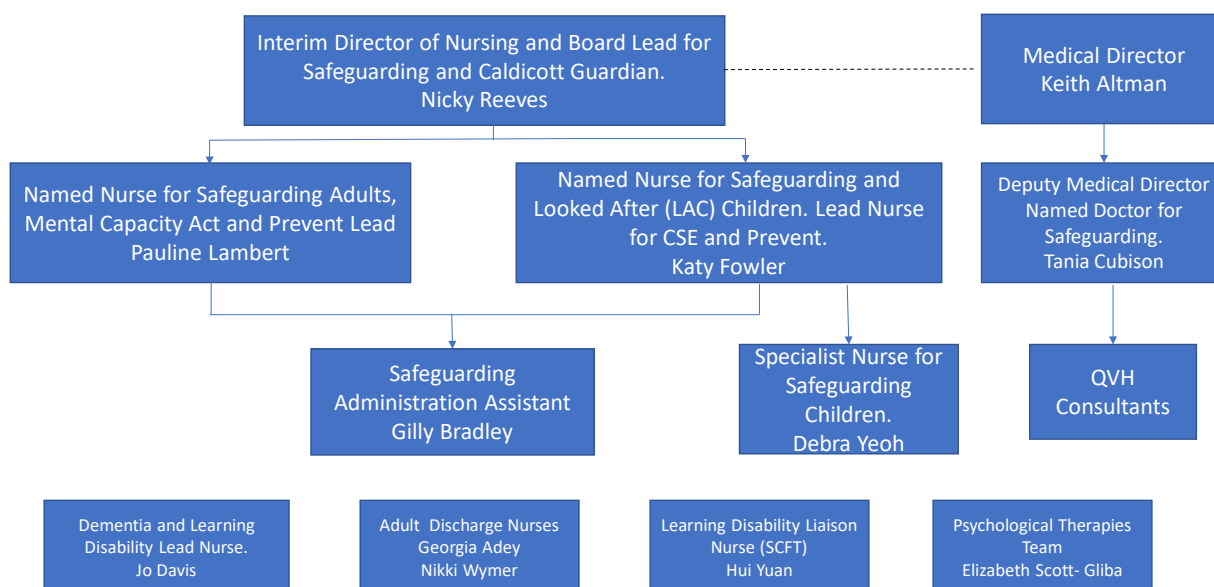 Interim Director of Nursing and Board Lead for
Safeguarding and Caldicott Guardian.
Nicky Reeves
Medical Director
Keith Altman
Named Nurse for Safeguarding Adults,
Mental Capacity Act and Prevent Lead
Pauline Lambert
Named Nurse for Safeguarding and
Looked After (LAC) Children. Lead Nurse
for CSE and Prevent.
Katy Fowler
Deputy Medical Director
Named Doctor for
Safeguarding.
Tania Cubison
Safeguarding
Administration Assistant
Gilly Bradley
Specialist Nurse for
Safeguarding
Children.
Debra Yeoh
QVH
Consultants
Dementia and Learning
Disability Lead Nurse.
Jo Davis
Adult Discharge Nurses
Georgia Adey
Nikki Wymer
Learning Disability Liaison
Nurse (SCFT)
Hui Yuan
Psychological Therapies
Team
Elizabeth Scott- Gliba